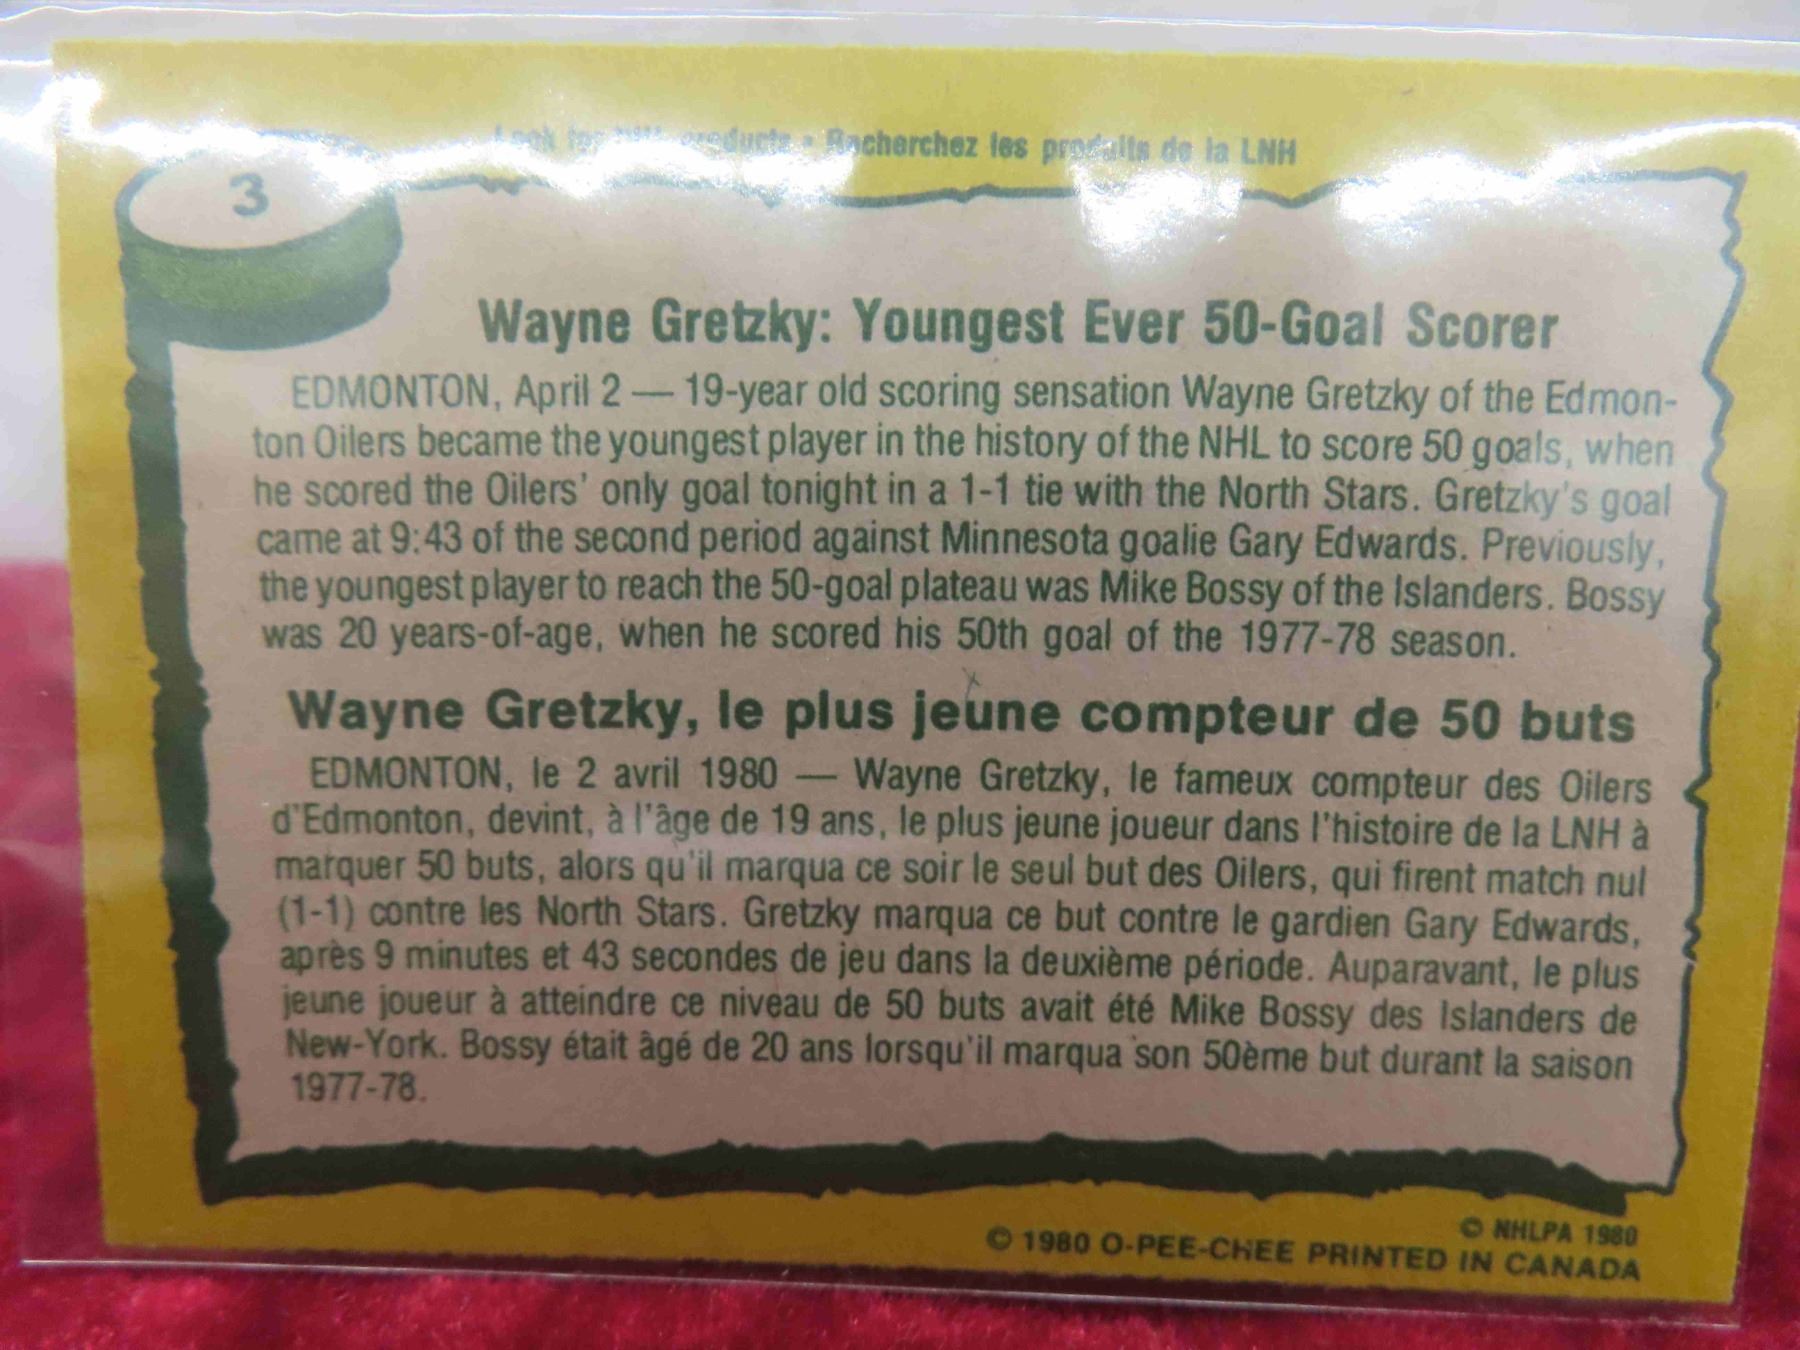 Look for NHL products • Recherchez les produits de la LNH
3
Wayne Gretzky: Youngest Ever 50-Goal Scorer
EDMONTON, April 2 — 19-year old scoring sensation Wayne Gretzky of the Edmon-
ton Oilers became the youngest player in the history of the NHL to score 50 goals, when
he scored the Oilers' only goal tonight in a 1-1 tie with the North Stars. Gretzky's goal
came at 9:43 of the second period against Minnesota goalie Gary Edwards. Previously,
the youngest player to reach the 50-goal plateau was Mike Bossy of the Islanders. Bossy
was 20 years-of-age, when he scored his 50th goal of the 1977-78 season.
Wayne Gretzky, le plus jeune compteur de 50 buts
EDMONTON, le 2 avril 1980 — Wayne Gretzky, le fameux compteur des Oilers
d'Edmonton, devint, à l'âge de 19 ans, le plus jeune joueur dans l'histoire de la LNH à
marquer 50 buts, alors qu'il marqua ce soir le seul but des Oilers, qui firent match nul
(1-1) contre les North Stars. Gretzky marqua ce but contre le gardien Gary Edwards,
après 9 minutes et 43 secondes de jeu dans la deuxième période. Auparavant, le plus
jeune joueur à atteindre ce niveau de 50 buts avait été Mike Bossy des Islanders de
New-York. Bossy était âgé de 20 ans lorsqu'il marqua son 50ème but durant la saison
1977-78.
© NHLPA 1980
© 1980 O-PEE-CHEE PRINTED IN CANADA